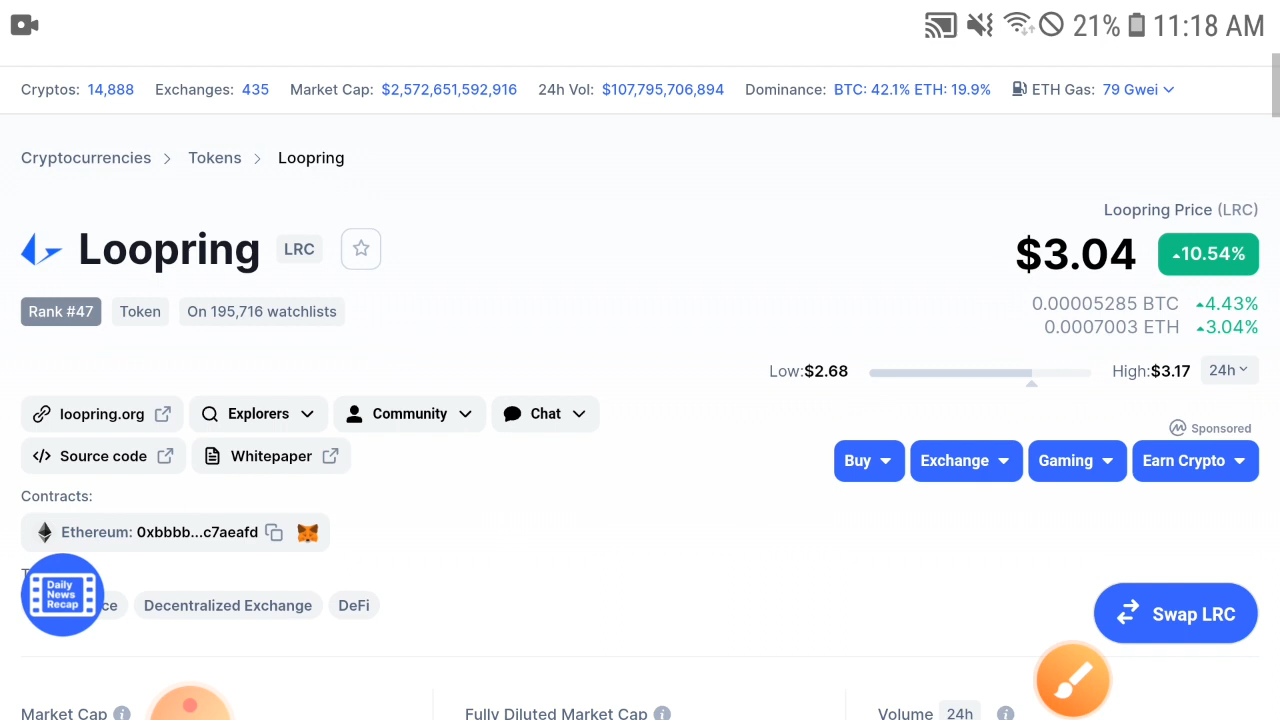 21% 11:18 AM
Cryptos: 14,888 Exchanges: 435 Market Cap: $2,572,651,592,916 24h Vol: $107,795,706,894 Dominance: BTC: 42.1% ETH: 19.9% ETH Gas: 79 Gwei
Cryptocurrencies > Tokens > Loopring
Loopring Price (LRC)
Loopring LRC $3.04 10.54%
Rank #47 Token On 195,716 watchlists
0.00005285 BTC 4.43%
0.0007003 ETH 3.04%
Low:$2.68 High:$3.17 24h
loopring.org Explorers Community Chat
Sponsored
Source code Whitepaper
Buy Exchange Gaming Earn Crypto
Contracts:
Ethereum: 0xbbbb...c7aeafd
Daily
News
Recap
ce Decentralized Exchange DeFi
Swap LRC
Market Cap Fully Diluted Market Cap Volume 24h